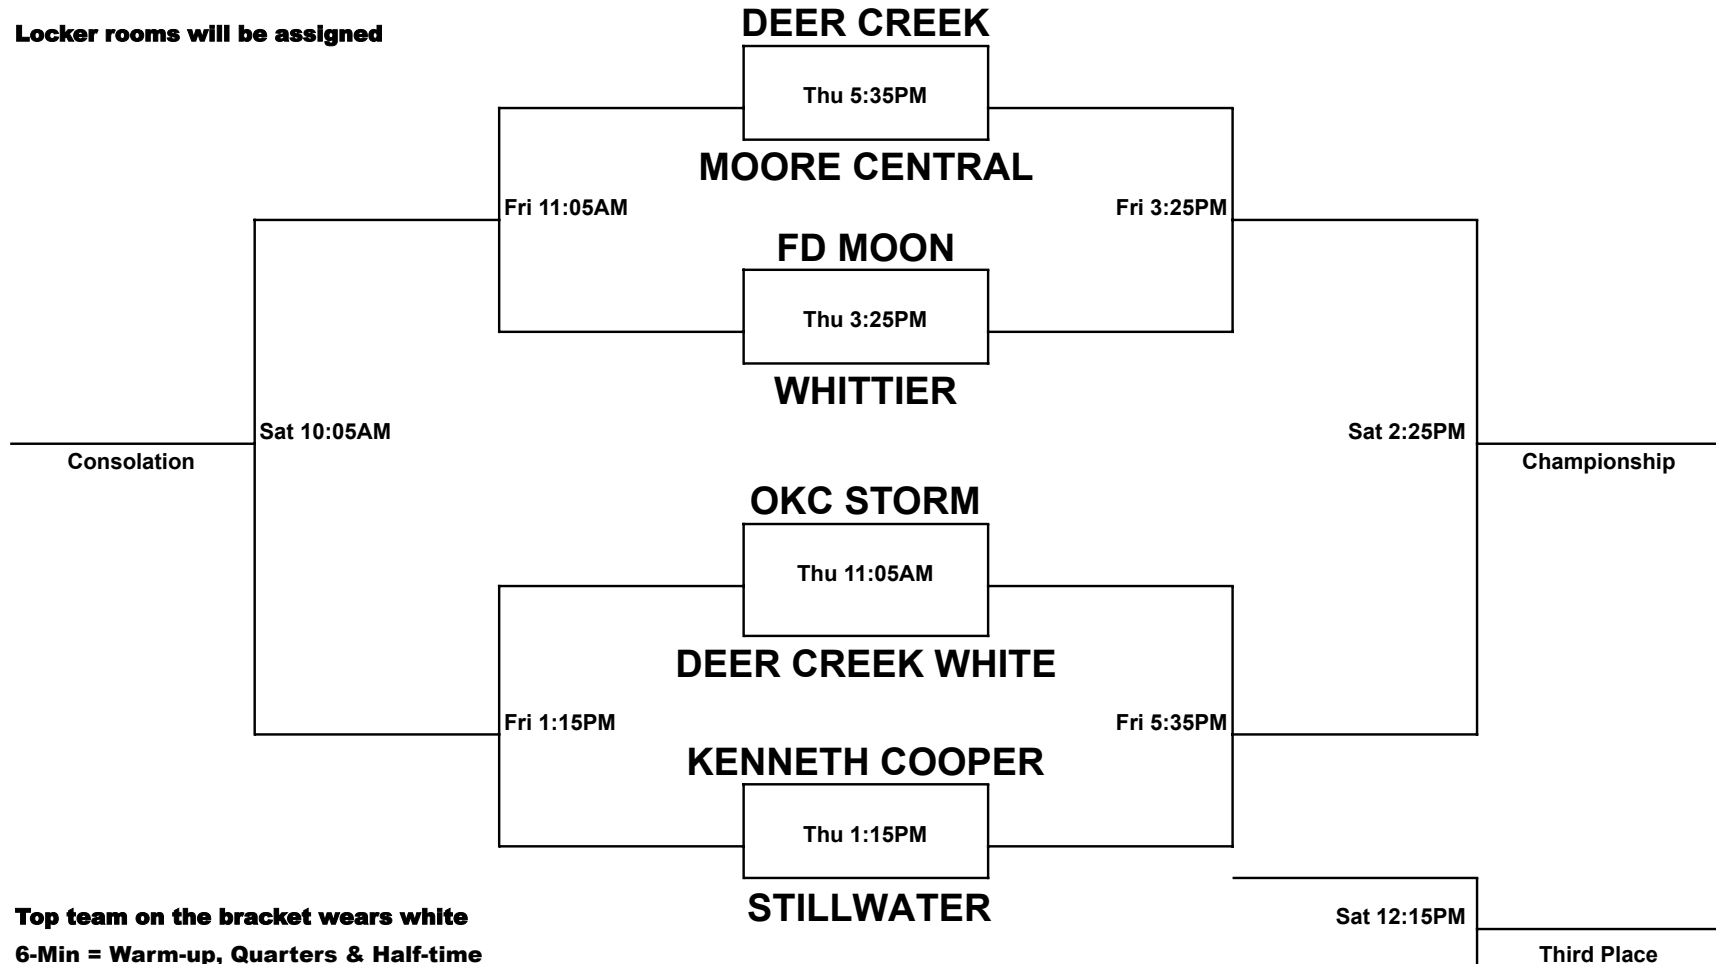 DEER CREEK
Locker rooms will be assigned
Thu 5:35PM
MOORE CENTRAL
Fri 11:05AM
Fri 3:25PM
FD MOON
Thu 3:25PM
WHITTIER
Sat 10:05AM
Sat 2:25PM
Consolation
Championship
OKC STORM
Thu 11:05AM
DEER CREEK WHITE
Fri 1:15PM
Fri 5:35PM
KENNETH COOPER
Thu 1:15PM
STILLWATER
Top team on the bracket wears white
Sat 12:15PM
6-Min = Warm-up, Quarters & Half-time
Third Place